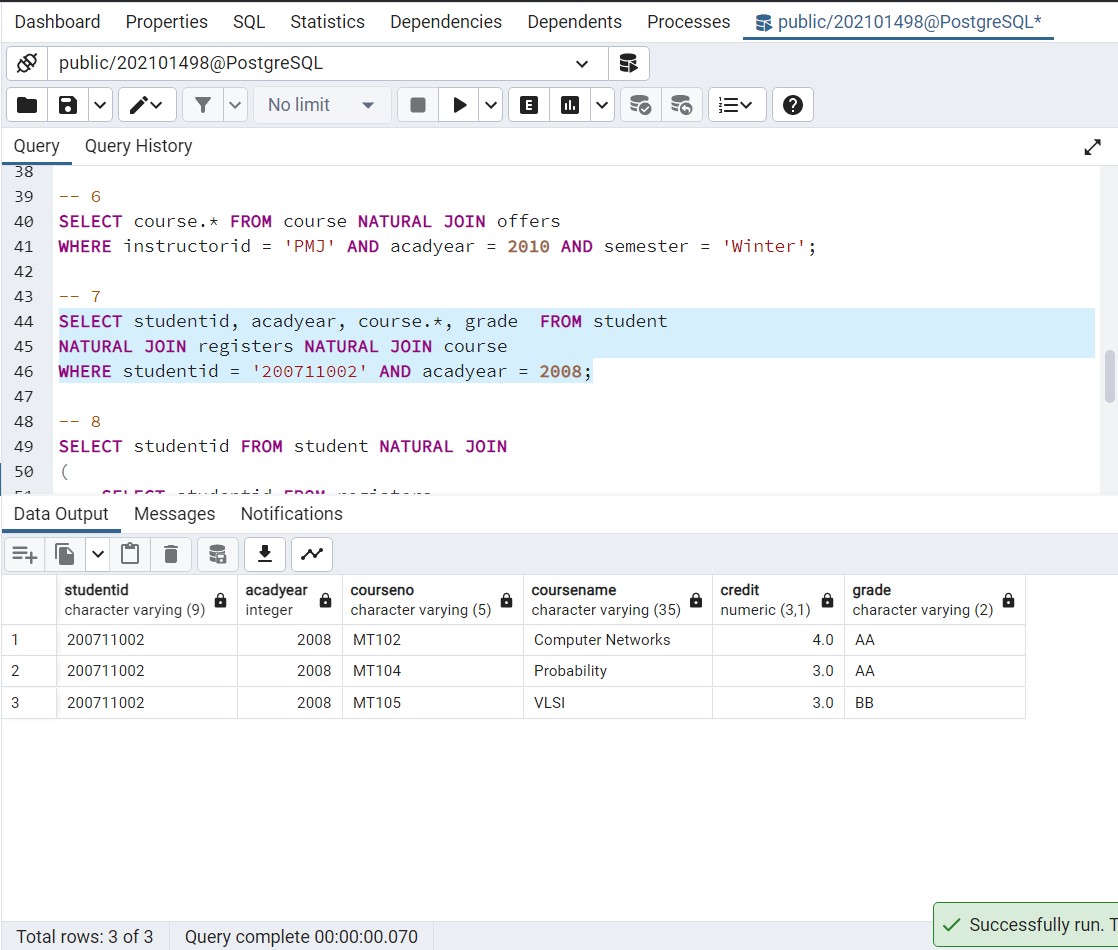 Dashboard Properties SQL Statistics Dependencies Dependents Processes public/202101498@PostgreSQL*
public/202101498@PostgreSQL
No limit E
Query Query History
38
39 -- 6
40 SELECT course.* FROM course NATURAL JOIN offers
41 WHERE instructorid = 'PMJ' AND acadyear = 2010 AND semester = 'Winter';
42
43 -- 7
44 SELECT studentid, acadyear, course.*, grade  FROM student
45 NATURAL JOIN registers NATURAL JOIN course
46 WHERE studentid = '200711002' AND acadyear = 2008;
47
48 -- 8
49 SELECT studentid FROM student NATURAL JOIN
50 (
51 SELECT studentid FROM registers
Data Output Messages Notifications
studentid acadyear courseno coursename credit grade
character varying (9) integer character varying (5) character varying (35) numeric (3,1) character varying (2)
1 200711002 2008 MT102 Computer Networks 4.0 AA
2 200711002 2008 MT104 Probability 3.0 AA
3 200711002 2008 MT105 VLSI 3.0 BB
Total rows: 3 of 3 Query complete 00:00:00.070 Successfully run. T